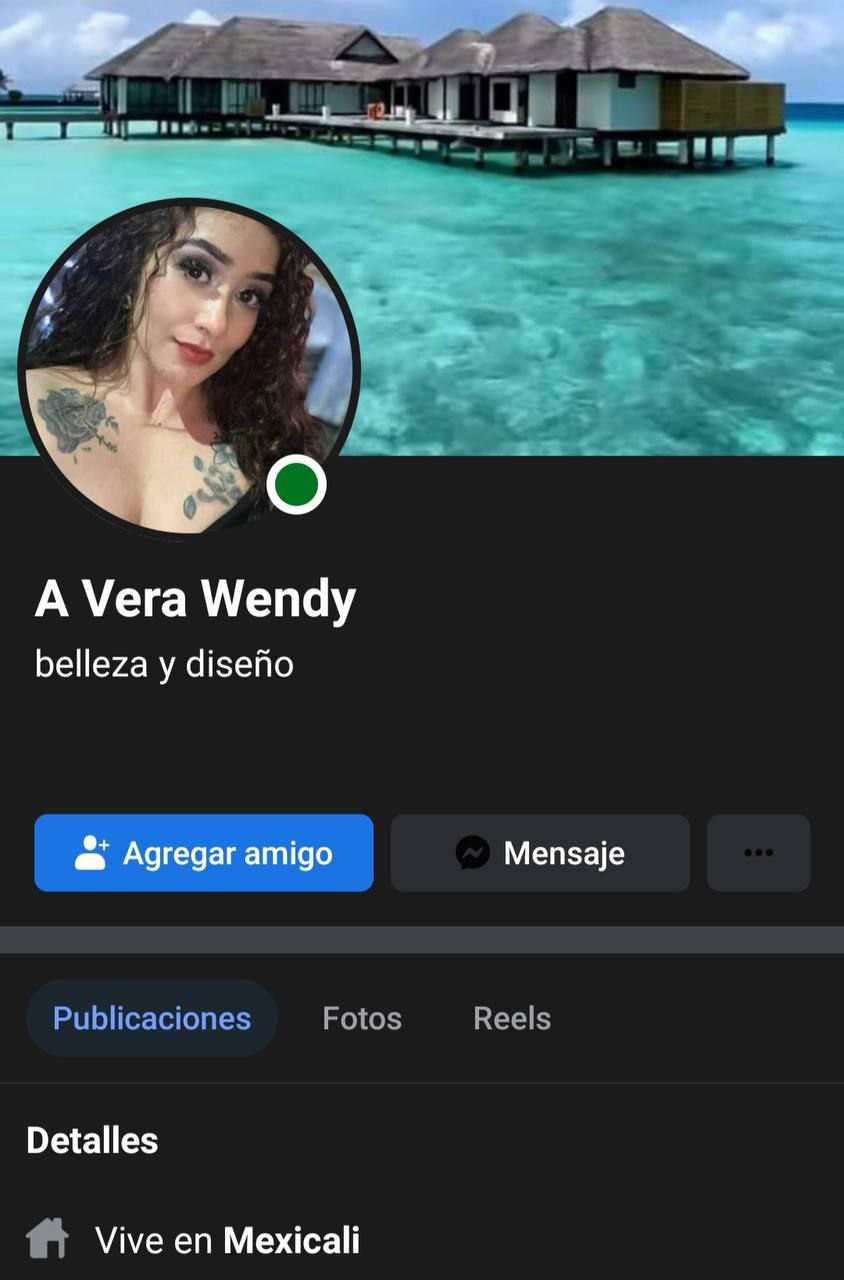 A Vera Wendy
belleza y diseño
Agregar amigo
Mensaje
Publicaciones
Fotos
Reels
Detalles
Vive en Mexicali